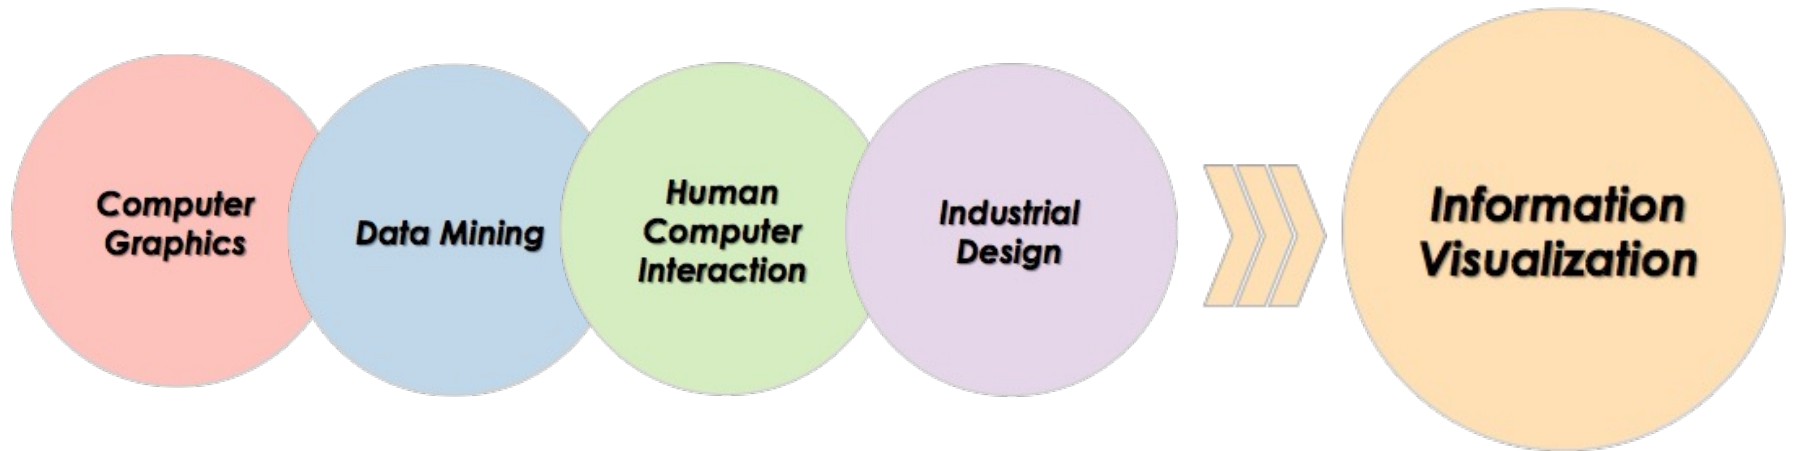 Computer
Graphics
Data Mining
Human
Computer
Interaction
Industrial
Design
Information
Visualization